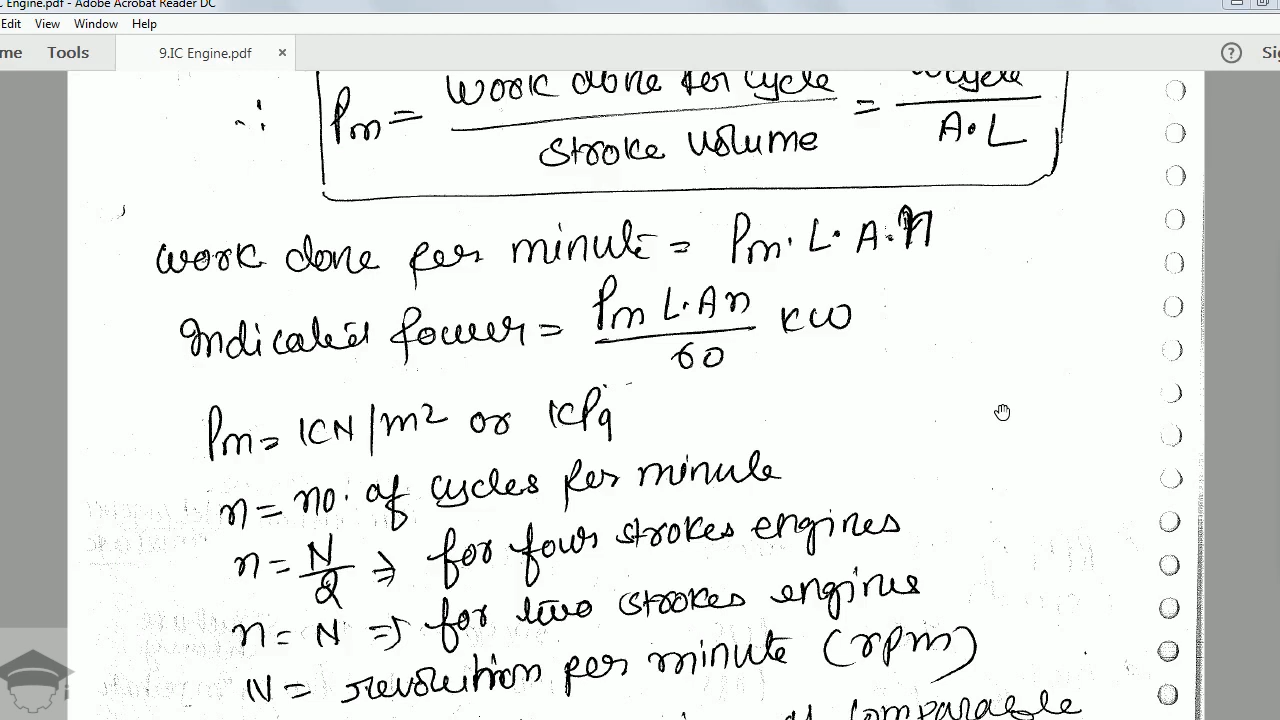 C Engine.pdf - Adobe Acrobat Reader DC
Edit View Window Help
me Tools 9.IC Engine.pdf × ? Sig
∴ Pm = work done per cycle / stroke volume = Wcycle / A·L
work done per minute = Pm· L· A·n
Indicated power = Pm L·An / 60 kW
Pm = KN/m2 or KPa
n = no. of cycles per minute
n = N/2 ⇒ for four strokes engines
n = N ⇒ for two strokes engines
N = revolution per minute (rpm)
comparable